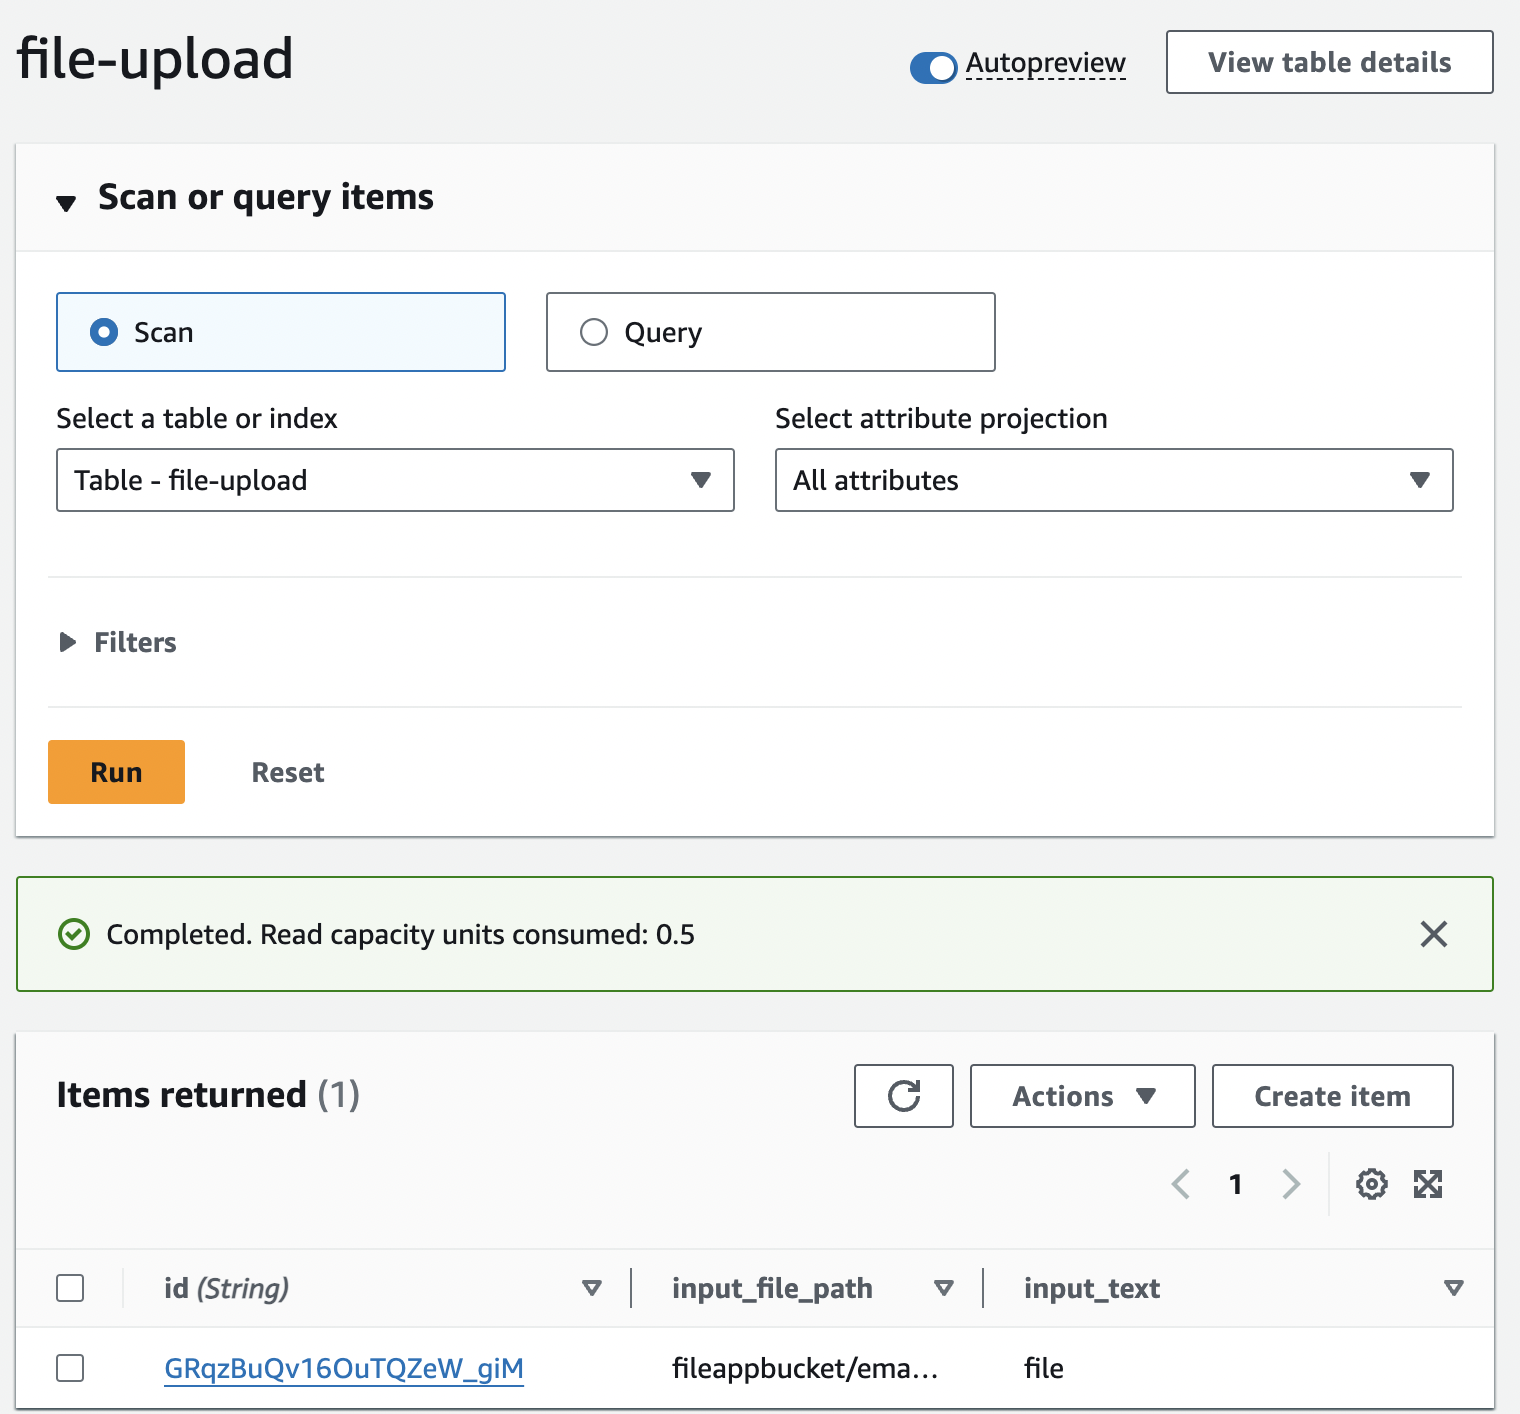 file-upload
Autopreview
View table details
Scan or query items
Scan
Query
Select a table or index
Select attribute projection
Table - file-upload
All attributes
Filters
Run
Reset
Completed. Read capacity units consumed: 0.5
Items returned (1)
Actions
Create item
1
id (String)
input_file_path
input_text
GRqzBuQv16OuTQZeW_giM
fileappbucket/ema...
file